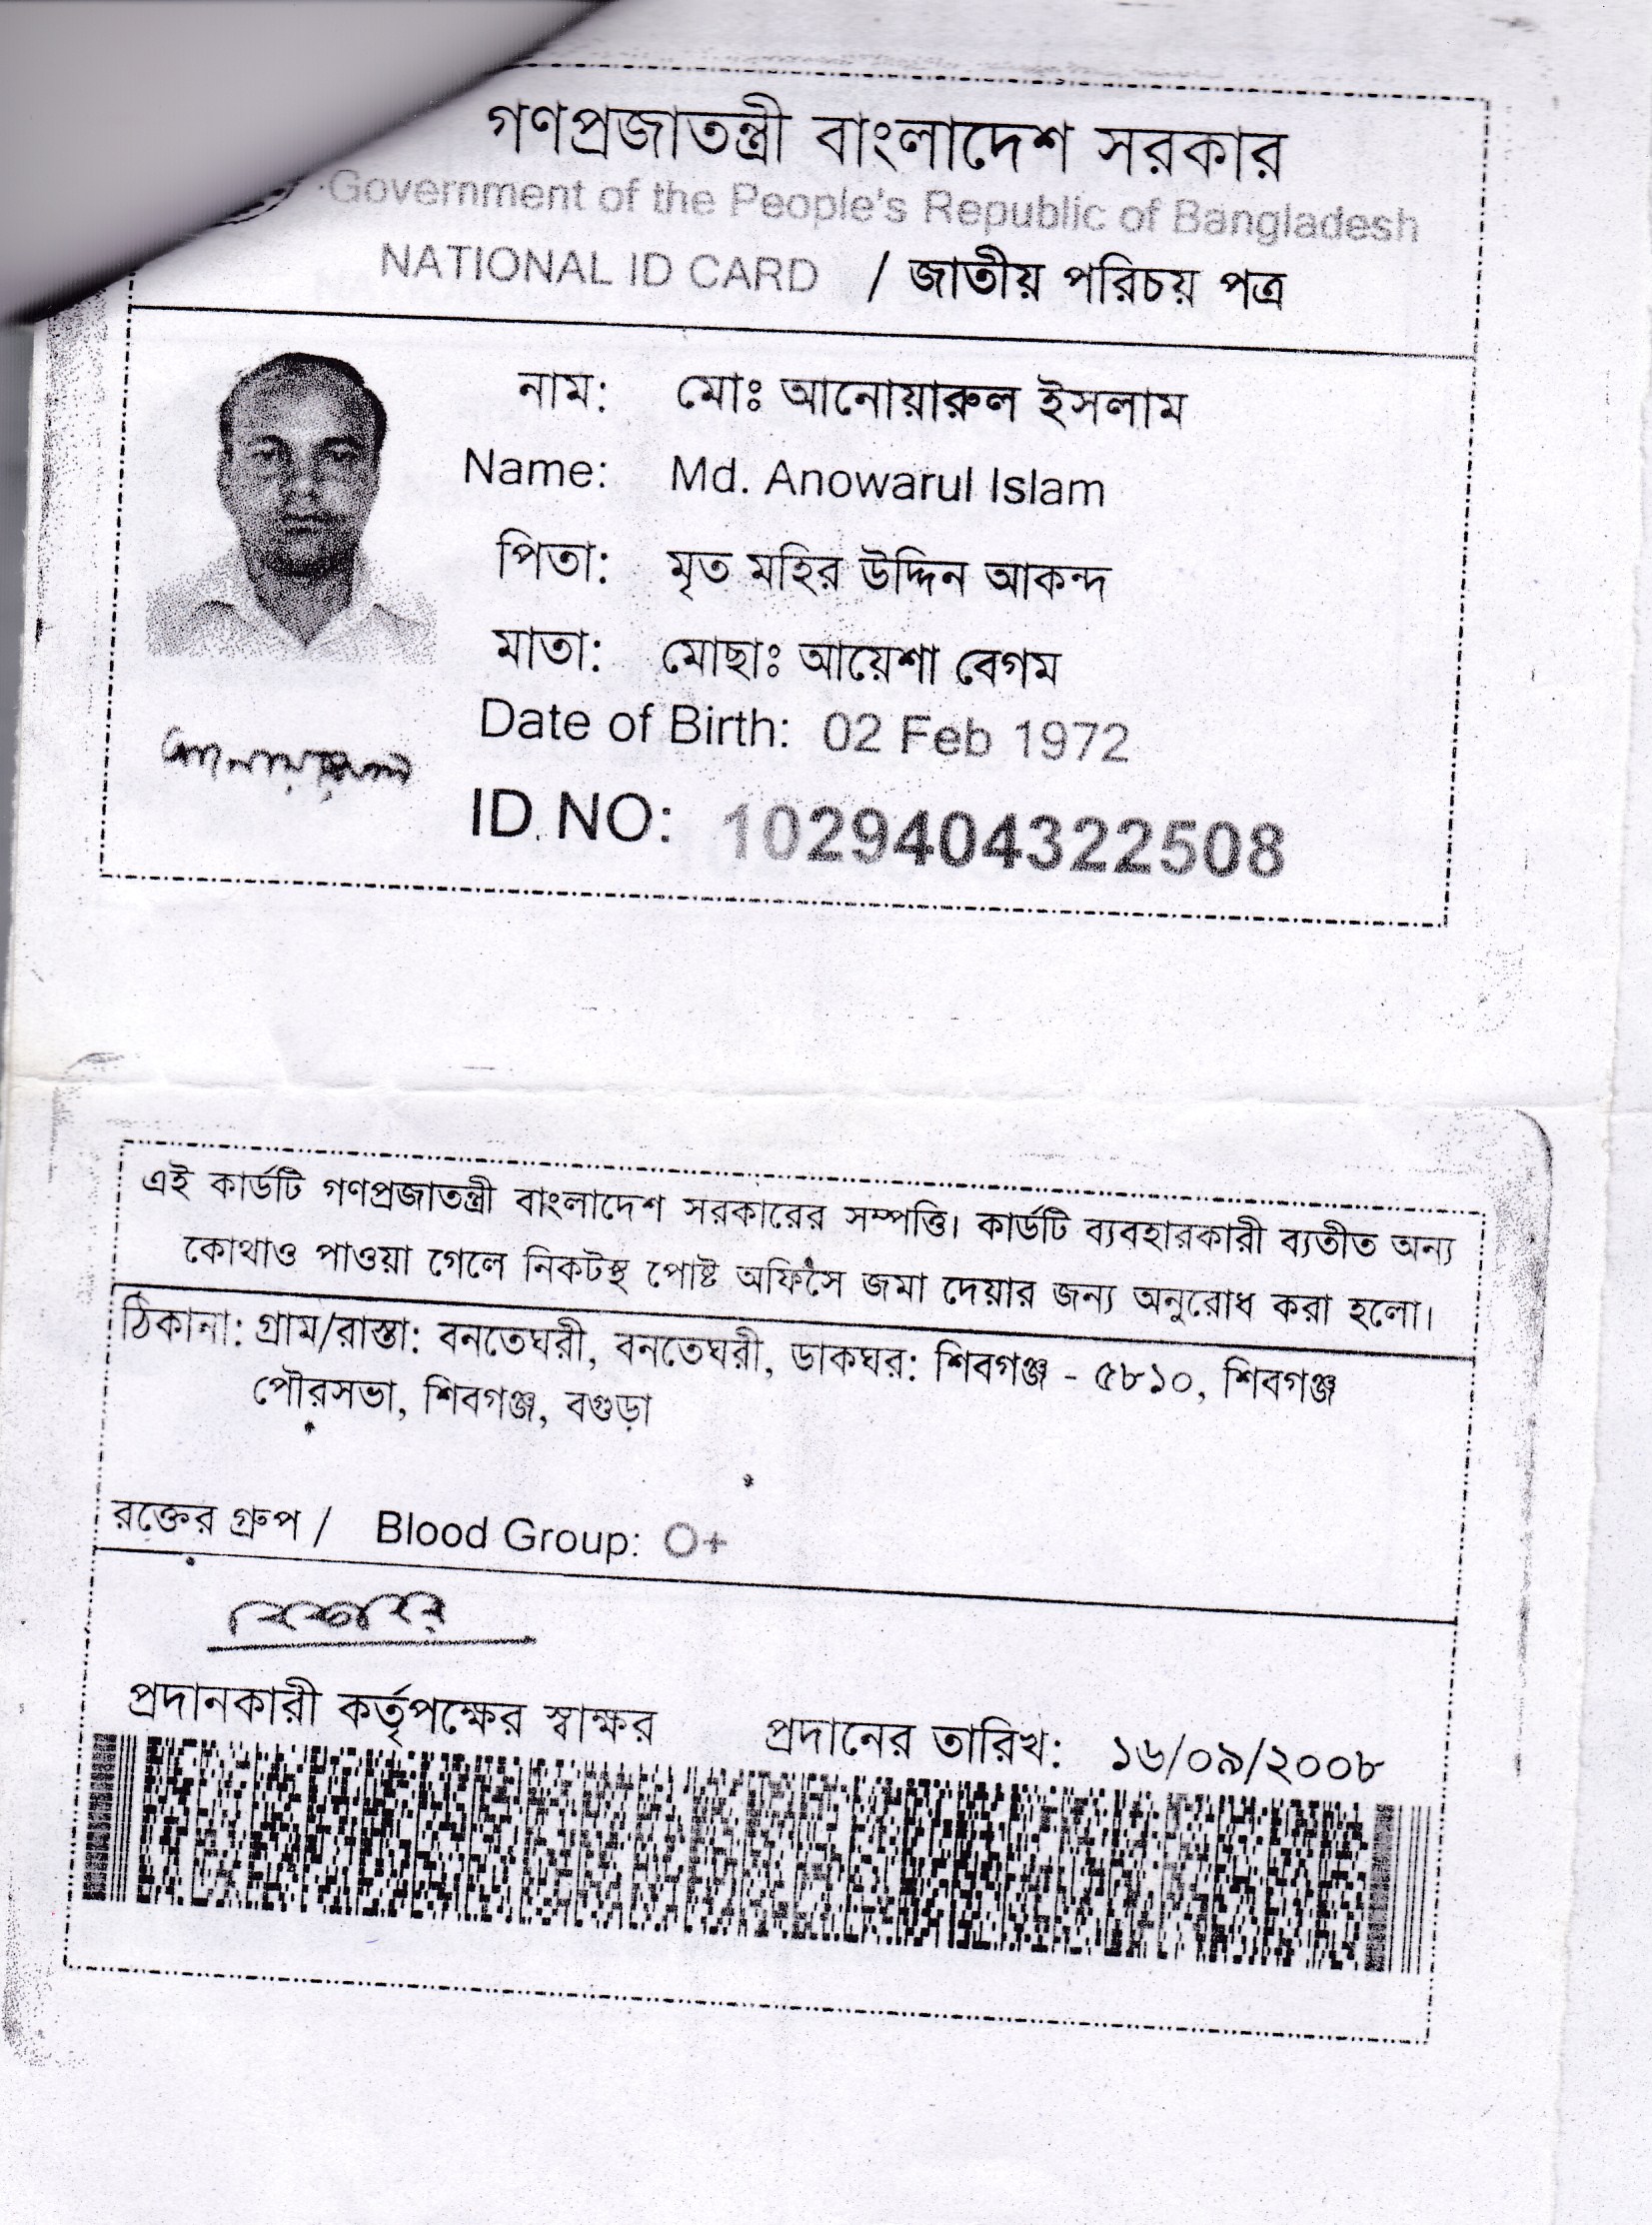 গণপ্রজাতন্ত্রী বাংলাদেশ সরকার
Government of the People's Republic of Bangladesh
NATIONAL ID CARD / জাতীয় পরিচয় পত্র
নাম: মোঃ আনোয়ারুল ইসলাম
Name: Md. Anowarul Islam
পিতা: মৃত মহির উদ্দিন আকন্দ
মাতা: মোছাঃ আয়েশা বেগম
Date of Birth: 02 Feb 1972
ID NO: 1029404322508
এই কার্ডটি গণপ্রজাতন্ত্রী বাংলাদেশ সরকারের সম্পত্তি। কার্ডটি ব্যবহারকারী ব্যতীত অন্য
কোথাও পাওয়া গেলে নিকটস্থ পোষ্ট অফিসে জমা দেয়ার জন্য অনুরোধ করা হলো।
ঠিকানা: গ্রাম/রাস্তা: বনতেঘরী, বনতেঘরী, ডাকঘর: শিবগঞ্জ - ৫৮১০, শিবগঞ্জ
পৌরসভা, শিবগঞ্জ, বগুড়া
রক্তের গ্রুপ / Blood Group: O+
প্রদানকারী কর্তৃপক্ষের স্বাক্ষর প্রদানের তারিখ: ১৬/০৯/২০০৮